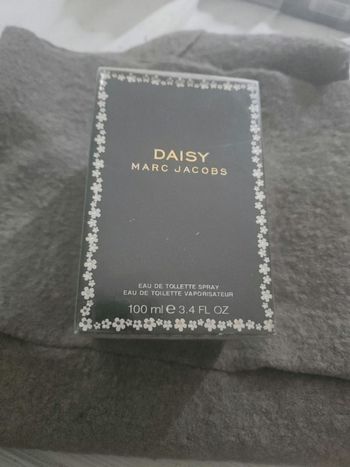 DAISY
MARC JACOBS
EAU DE TOILETTE SPRAY
EAU DE TOILETTE VAPORISATEUR
100 ml ℮ 3.4 FL OZ